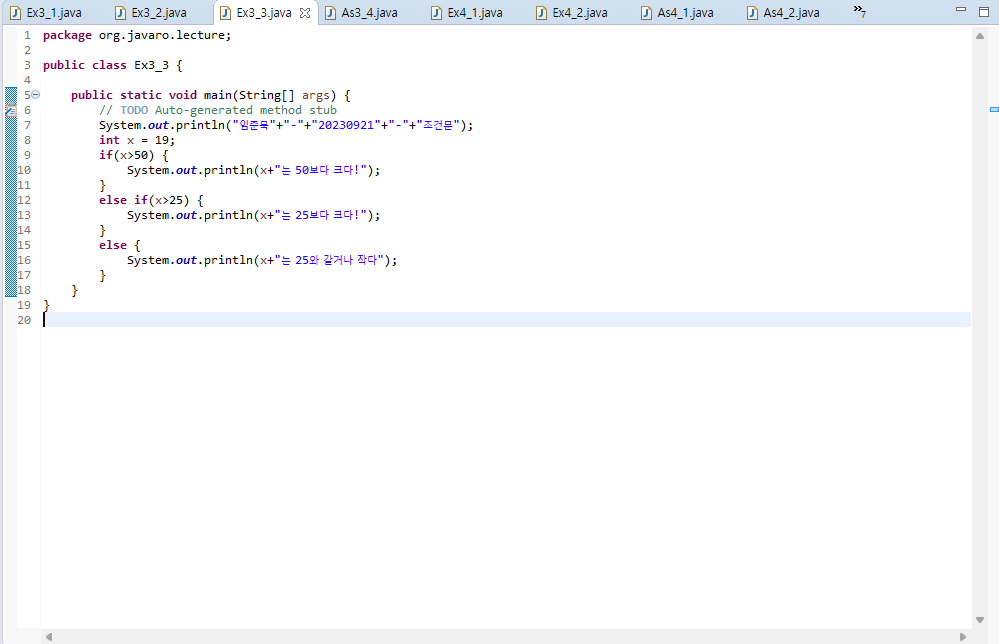 Ex3_1.java Ex3_2.java Ex3_3.java As3_4.java Ex4_1.java Ex4_2.java As4_1.java As4_2.java »7
1 package org.javaro.lecture;
2
3 public class Ex3_3 {
4
5 public static void main(String[] args) {
6 // TODO Auto-generated method stub
7 System.out.println("임준묵"+"-"+"20230921"+"-"+"조건문");
8 int x = 19;
9 if(x>50) {
10 System.out.println(x+"는 50보다 크다!");
11 }
12 else if(x>25) {
13 System.out.println(x+"는 25보다 크다!");
14 }
15 else {
16 System.out.println(x+"는 25와 같거나 작다");
17 }
18 }
19 }
20